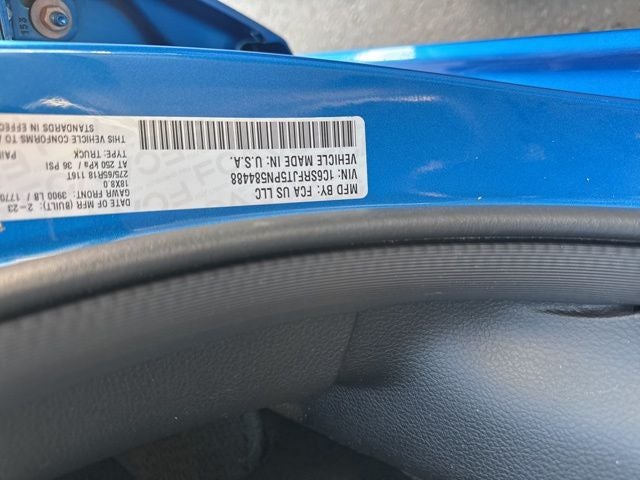 MFD BY: FCA US LLC
DATE OF MFR (BUILT): 2-23
GAWR FRONT: 3900 LB / 1770
18X8.0
275/65R18 116T
AT 250 kPa / 36 PSI
TYPE: TRUCK
THIS VEHICLE CONFORMS TO A
STANDARDS IN EFFEC
VIN: 1C6SRFJT5PN584488
VEHICLE MADE IN: U.S.A.
153